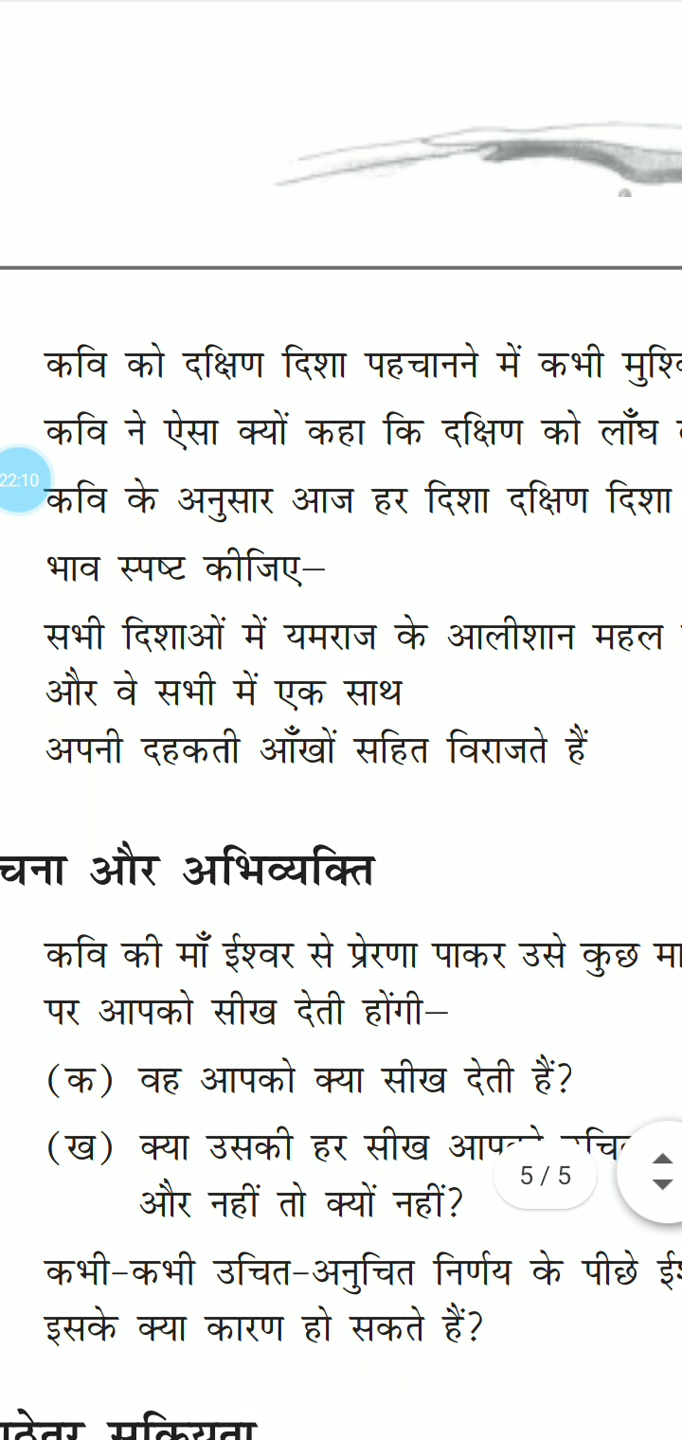 कवि को दक्षिण दिशा पहचानने में कभी
कवि ने ऐसा क्यों कहा कि दक्षिण को लाँघ
22:10
कवि के अनुसार आज हर दिशा दक्षिण दिशा
भाव स्पष्ट कीजिए–
सभी दिशाओं में यमराज के आलीशान महल
और वे सभी में एक साथ
अपनी दहकती आँखों सहित विराजते हैं
चना और अभिव्यक्ति
कवि की माँ ईश्वर से प्रेरणा पाकर उसे कुछ
पर आपको सीख देती होंगी–
(क) वह आपको क्या सीख देती हैं?
(ख) क्या उसकी हर सीख
5 / 5
और नहीं तो क्यों नहीं?
कभी-कभी उचित-अनुचित निर्णय के पीछे
इसके क्या कारण हो सकते हैं?